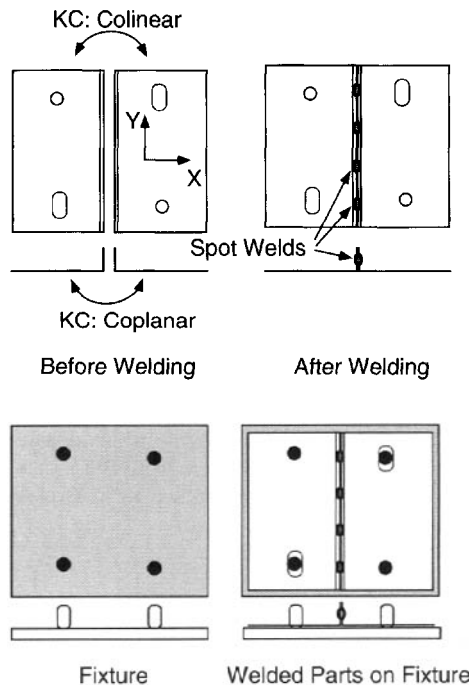 KC: Colinear
Y
X
Spot Welds
KC: Coplanar
Before Welding
After Welding
Fixture
Welded Parts on Fixture